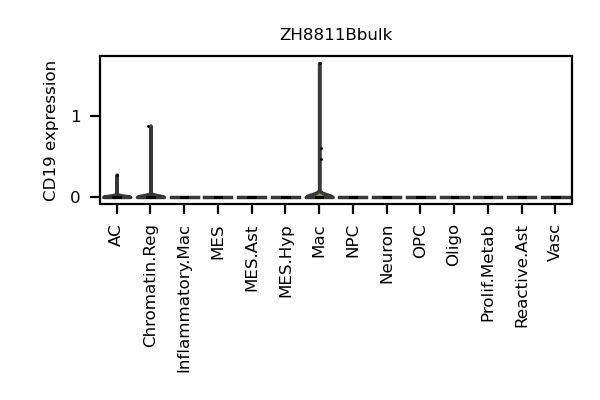 ZH8811Bbulk
CD19 expression
1
0
AC
Chromatin.Reg
Inflammatory.Mac
MES
MES.Ast
MES.Hyp
Mac
NPC
Neuron
OPC
Oligo
Prolif.Metab
Reactive.Ast
Vasc